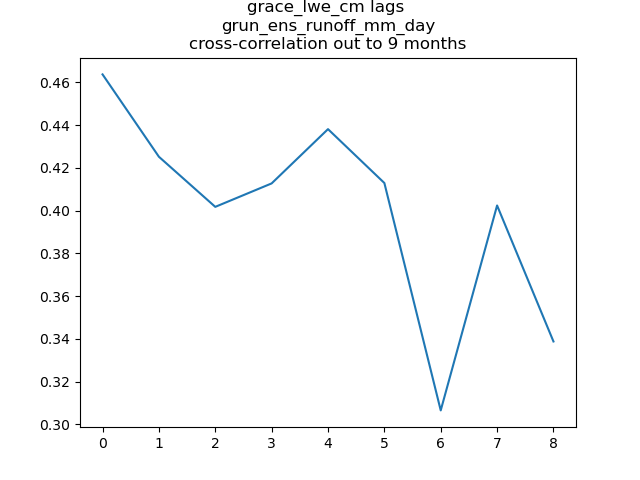 grace_lwe_cm lags
grun_ens_runoff_mm_day
cross-correlation out to 9 months
0.46
0.44
0.42
0.40
0.38
0.36
0.34
0.32
0.30
0 1 2 3 4 5 6 7 8